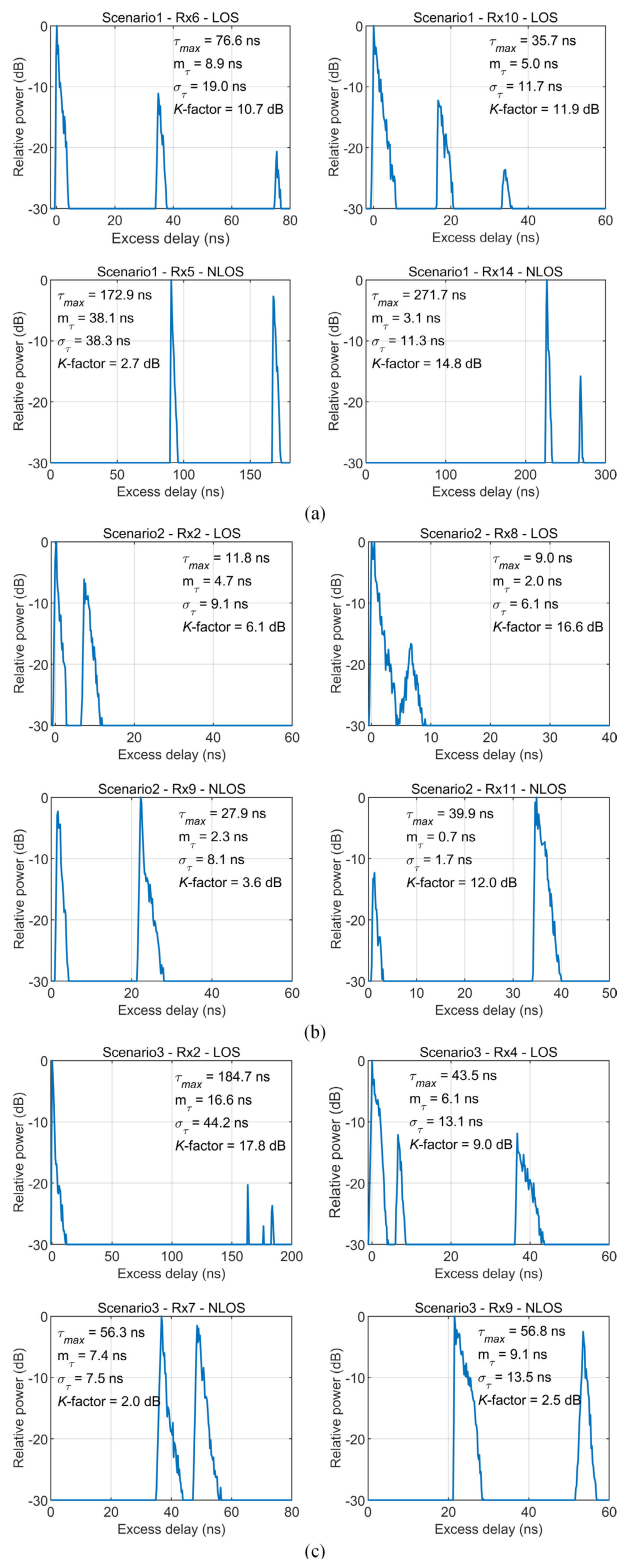 Scenario1 - Rx6 - LOS
τmax = 76.6 ns
mτ = 8.9 ns
στ = 19.0 ns
K-factor = 10.7 dB
Relative power (dB)
0
-10
-20
-30
0 20 40 60 80
Excess delay (ns)
Scenario1 - Rx10 - LOS
τmax = 35.7 ns
mτ = 5.0 ns
στ = 11.7 ns
K-factor = 11.9 dB
Relative power (dB)
0
-10
-20
-30
0 20 40 60
Excess delay (ns)
Scenario1 - Rx5 - NLOS
τmax = 172.9 ns
mτ = 38.1 ns
στ = 38.3 ns
K-factor = 2.7 dB
Relative power (dB)
0
-10
-20
-30
0 50 100 150
Excess delay (ns)
Scenario1 - Rx14 - NLOS
τmax = 271.7 ns
mτ = 3.1 ns
στ = 11.3 ns
K-factor = 14.8 dB
Relative power (dB)
0
-10
-20
-30
0 100 200 300
Excess delay (ns)
(a)
Scenario2 - Rx2 - LOS
τmax = 11.8 ns
mτ = 4.7 ns
στ = 9.1 ns
K-factor = 6.1 dB
Relative power (dB)
0
-10
-20
-30
0 20 40 60
Excess delay (ns)
Scenario2 - Rx8 - LOS
τmax = 9.0 ns
mτ = 2.0 ns
στ = 6.1 ns
K-factor = 16.6 dB
Relative power (dB)
0
-10
-20
-30
0 10 20 30 40
Excess delay (ns)
Scenario2 - Rx9 - NLOS
τmax = 27.9 ns
mτ = 2.3 ns
στ = 8.1 ns
K-factor = 3.6 dB
Relative power (dB)
0
-10
-20
-30
0 20 40 60
Excess delay (ns)
Scenario2 - Rx11 - NLOS
τmax = 39.9 ns
mτ = 0.7 ns
στ = 1.7 ns
K-factor = 12.0 dB
Relative power (dB)
0
-10
-20
-30
0 10 20 30 40 50
Excess delay (ns)
(b)
Scenario3 - Rx2 - LOS
τmax = 184.7 ns
mτ = 16.6 ns
στ = 44.2 ns
K-factor = 17.8 dB
Relative power (dB)
0
-10
-20
-30
0 50 100 150 200
Excess delay (ns)
Scenario3 - Rx4 - LOS
τmax = 43.5 ns
mτ = 6.1 ns
στ = 13.1 ns
K-factor = 9.0 dB
Relative power (dB)
0
-10
-20
-30
0 20 40 60
Excess delay (ns)
Scenario3 - Rx7 - NLOS
τmax = 56.3 ns
mτ = 7.4 ns
στ = 7.5 ns
K-factor = 2.0 dB
Relative power (dB)
0
-10
-20
-30
0 20 40 60 80
Excess delay (ns)
Scenario3 - Rx9 - NLOS
τmax = 56.8 ns
mτ = 9.1 ns
στ = 13.5 ns
K-factor = 2.5 dB
Relative power (dB)
0
-10
-20
-30
0 20 40 60
Excess delay (ns)
(c)